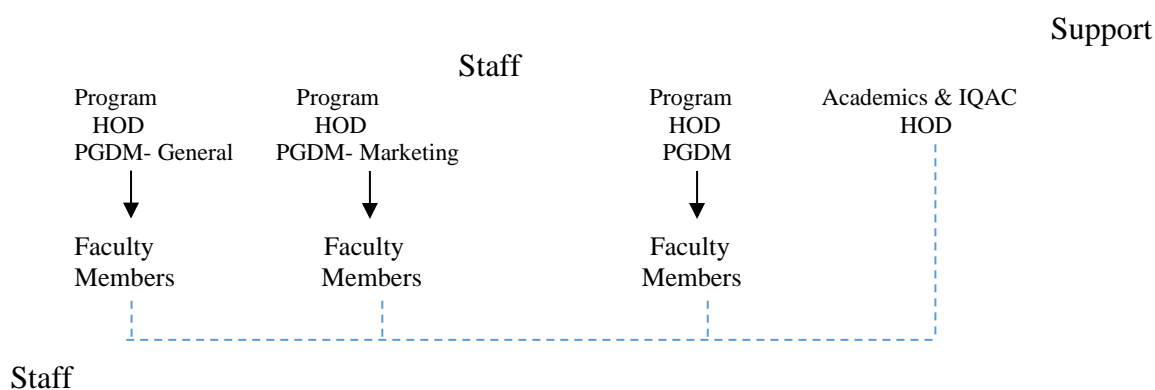 Support
Staff
Program Program Program Academics & IQAC
HOD HOD HOD HOD
PGDM- General PGDM- Marketing PGDM
Faculty Faculty Faculty
Members Members Members
Staff